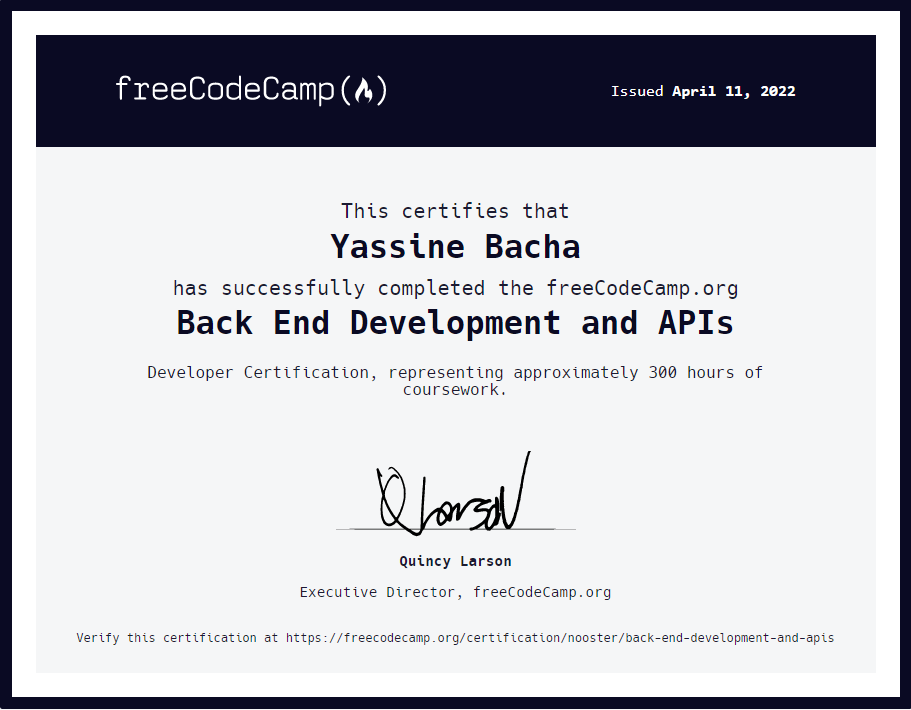 freeCodeCamp
Issued April 11, 2022
This certifies that
Yassine Bacha
has successfully completed the freeCodeCamp.org
Back End Development and APIs
Developer Certification, representing approximately 300 hours of
coursework.
Q Larson
Quincy Larson
Executive Director, freeCodeCamp.org
Verify this certification at https://freecodecamp.org/certification/nooster/back-end-development-and-apis